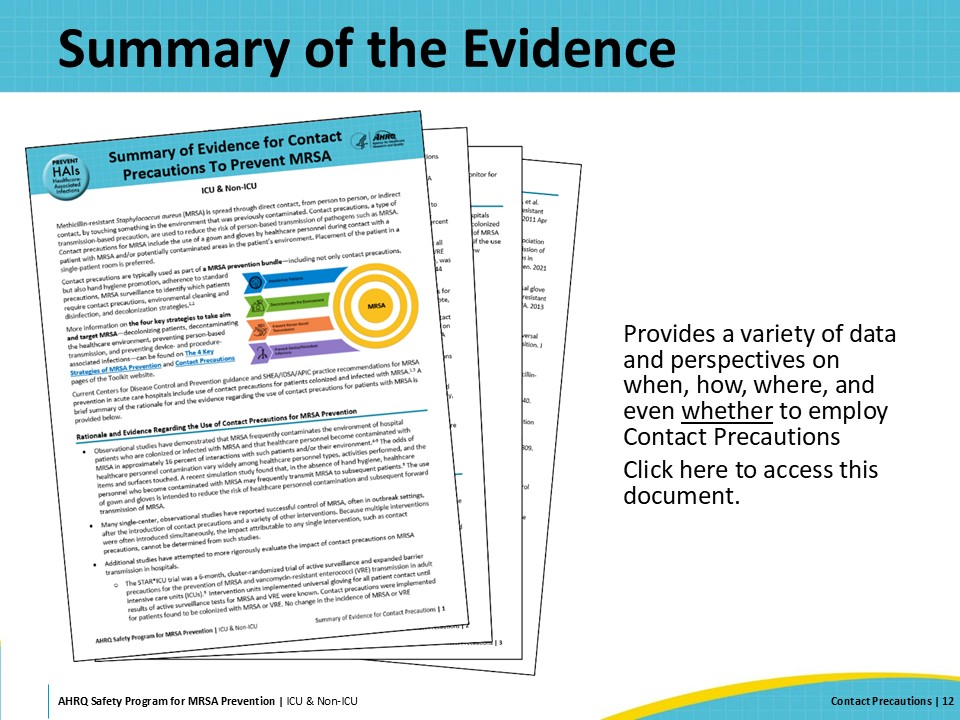 Summary of the Evidence
PREVENT
HAIs
Healthcare-
Associated
Infections
Summary of Evidence for Contact
Precautions To Prevent MRSA
AHRQ
Agency for Healthcare
Research and Quality
ICU & Non-ICU
Methicillin-resistant Staphylococcus aureus (MRSA) is spread through direct contact, from person to person, or indirect
contact, by touching something in the environment that was previously contaminated. Contact precautions, a type of
transmission-based precaution, are used to reduce the risk of person-based transmission of pathogens such as MRSA.
Contact precautions for MRSA include the use of a gown and gloves by healthcare personnel during contact with a
patient with MRSA and/or potentially contaminated areas in the patient's environment. Placement of the patient in a
single-patient room is preferred.
Contact precautions are typically used as part of a MRSA prevention bundle—including not only contact precautions,
but also hand hygiene promotion, adherence to standard
precautions, MRSA surveillance to identify which patients
require contact precautions, environmental cleaning and
disinfection, and decolonization strategies.1,2
Decontaminate the Environment
MRSA
More information on the four key strategies to take aim
and target MRSA—decolonizing patients, decontaminating
the healthcare environment, preventing person-based
transmission, and preventing device- and procedure-
associated infections—can be found on The 4 Key
Strategies of MRSA Prevention and Contact Precautions
pages of the Toolkit website.
Current Centers for Disease Control and Prevention guidance and SHEA/IDSA/APIC practice recommendations for MRSA
prevention in acute care hospitals include use of contact precautions for patients colonized and infected with MRSA.1,3 A
brief summary of the rationale for and the evidence regarding the use of contact precautions for patients with MRSA is
provided below.
Rationale and Evidence Regarding the Use of Contact Precautions for MRSA Prevention
• Observational studies have demonstrated that MRSA frequently contaminates the environment of hospital
patients who are colonized or infected with MRSA and that healthcare personnel become contaminated with
MRSA in approximately 16 percent of interactions with such patients and/or their environment. The odds of
healthcare personnel contamination vary widely among healthcare personnel types, activities performed, and the
items and surfaces touched. A recent simulation study found that, in the absence of hand hygiene, healthcare
personnel who become contaminated with MRSA may frequently transmit MRSA to subsequent patients. The use
of gown and gloves is intended to reduce the risk of healthcare personnel contamination and subsequent forward
transmission of MRSA.
• Many single-center, observational studies have reported successful control of MRSA, often in outbreak settings,
after the introduction of contact precautions and a variety of other interventions. Because multiple interventions
were often introduced simultaneously, the impact attributable to any single intervention, such as contact
precautions, cannot be determined from such studies.
• Additional studies have attempted to more rigorously evaluate the impact of contact precautions on MRSA
transmission in hospitals.
o The STAR*ICU trial was a 6-month, cluster-randomized trial of active surveillance and expanded barrier
precautions for the prevention of MRSA and vancomycin-resistant enterococci (VRE) transmission in adult
intensive care units (ICUs). Intervention units implemented universal gloving for all patient contact until
results of active surveillance tests for MRSA and VRE were known. Contact precautions were implemented
for patients found to be colonized with MRSA or VRE. No change in the incidence of MRSA or VRE
AHRQ Safety Program for MRSA Prevention | ICU & Non-ICU
Summary of Evidence for Contact Precautions | 1
| 2
| 3
Provides a variety of data
and perspectives on
when, how, where, and
even whether to employ
Contact Precautions
Click here to access this
document.
AHRQ Safety Program for MRSA Prevention | ICU & Non-ICU
Contact Precautions | 12